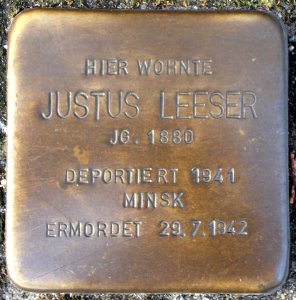 HIER WOHNTE
JUSTUS LEESER
JG. 1880
DEPORTIERT 1941
MINSK
ERMORDET 29.7.1942